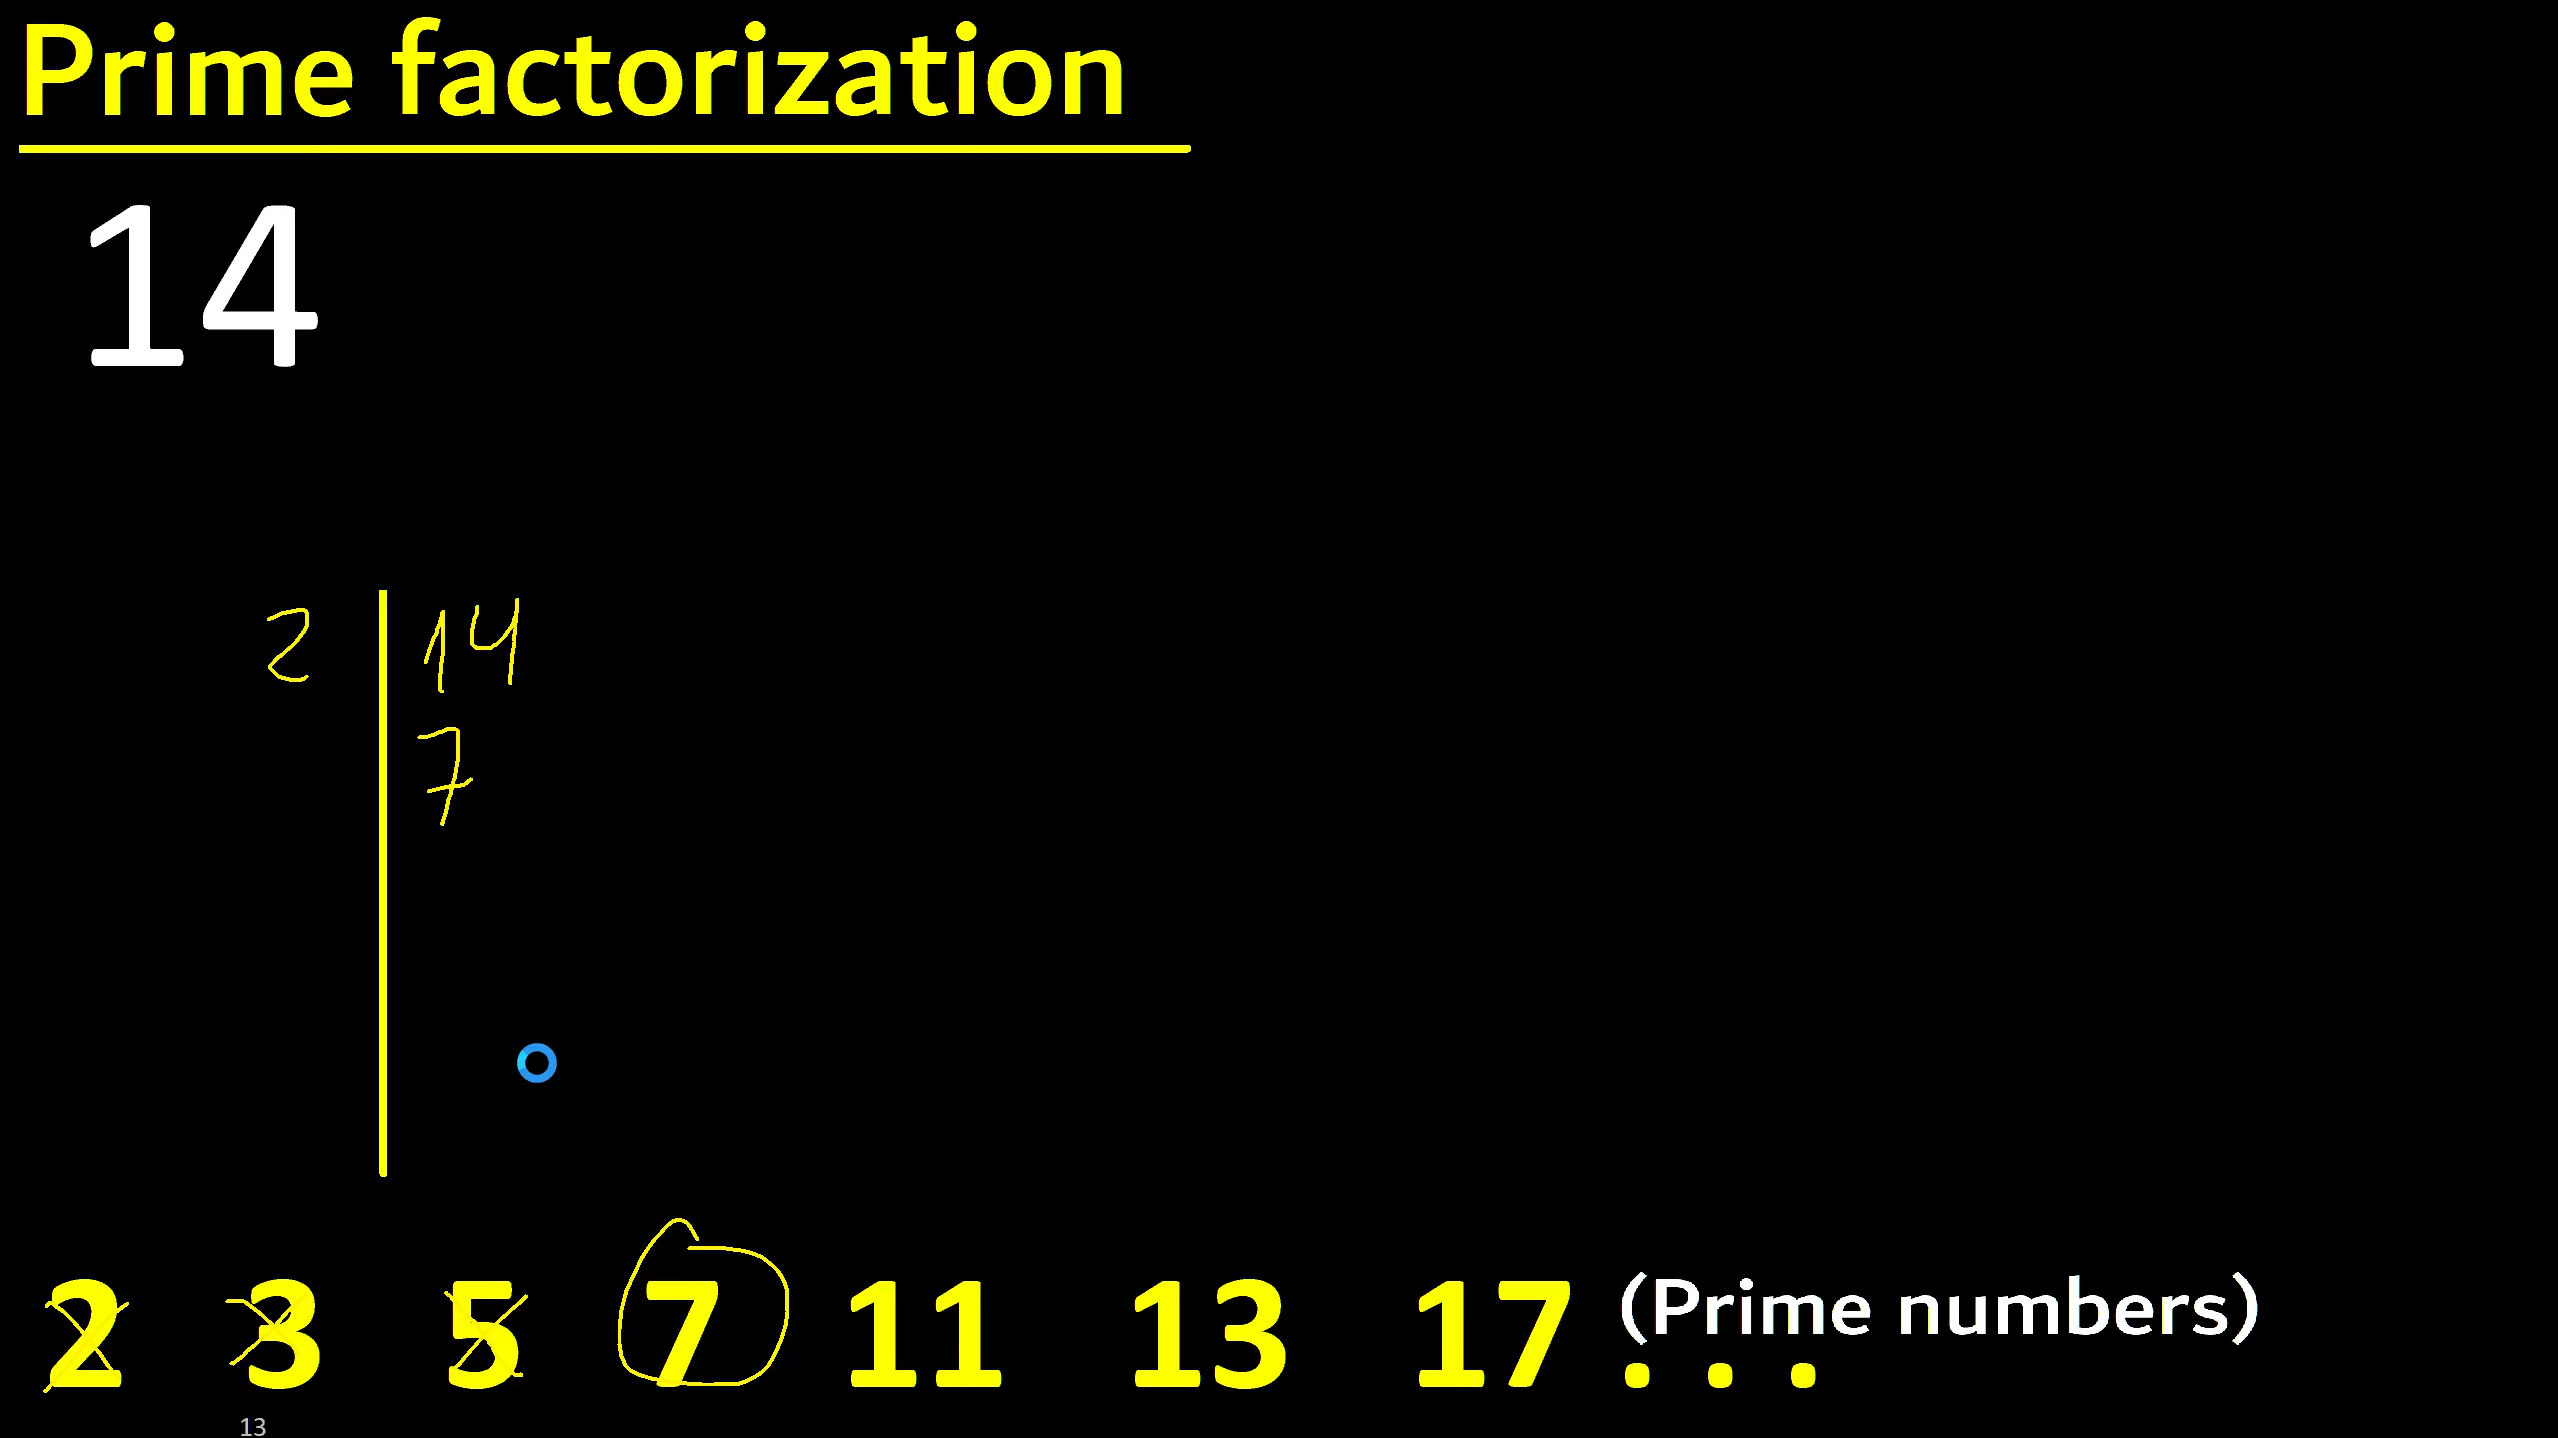 Prime factorization
14
2 14
7
2 3 5 7 11 13 17 ... (Prime numbers)
13